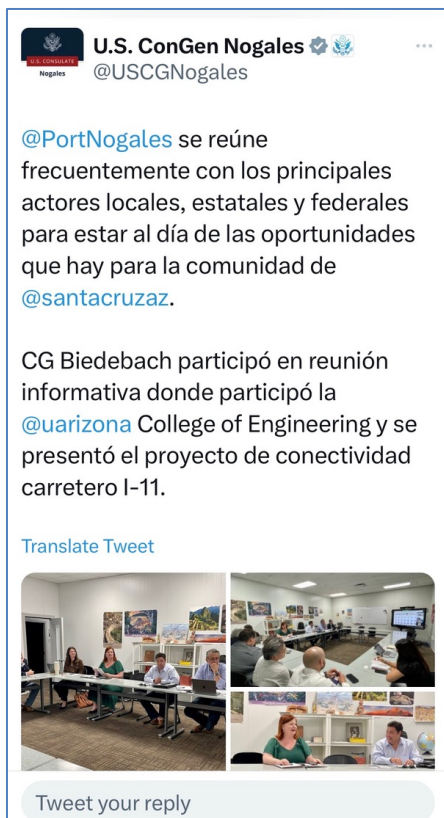 U.S. CONSULATE
Nogales
U.S. ConGen Nogales
@USCGNogales
@PortNogales se reúne
frecuentemente con los principales
actores locales, estatales y federales
para estar al día de las oportunidades
que hay para la comunidad de
@santacruzaz.
CG Biedebach participó en reunión
informativa donde participó la
@uarizona College of Engineering y se
presentó el proyecto de conectividad
carretero I-11.
Translate Tweet
Tweet your reply